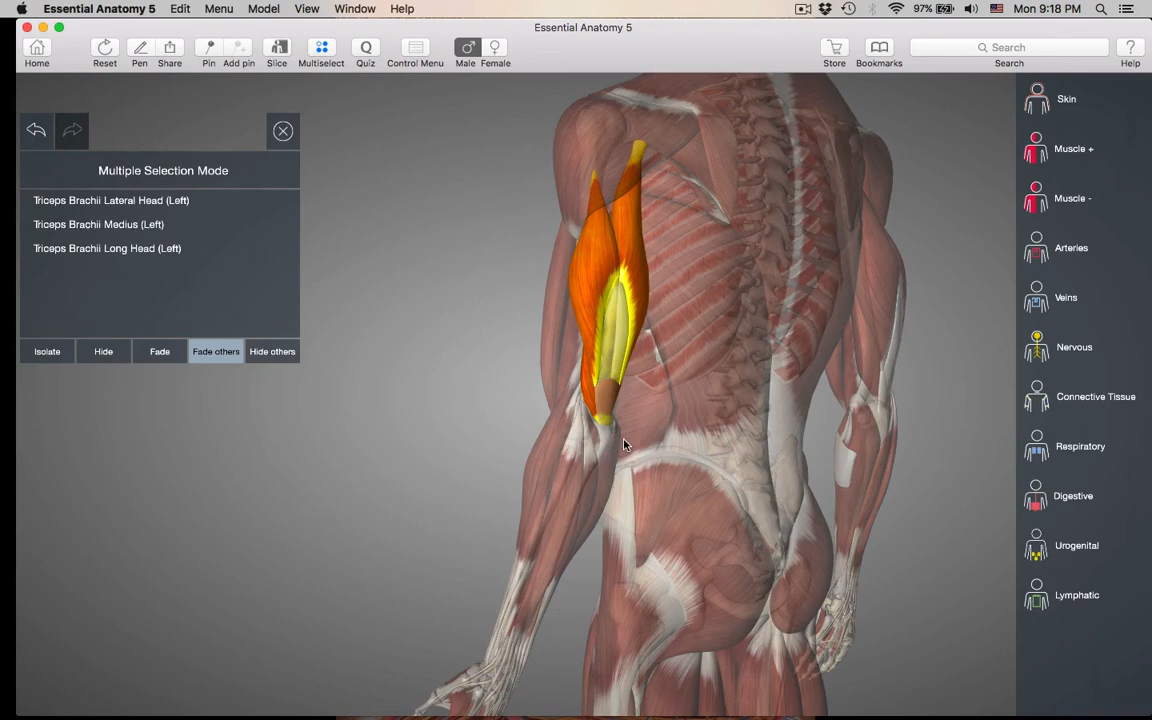 Essential Anatomy 5 Edit Menu Model View Window Help 97% Mon 9:18 PM
Essential Anatomy 5
Home Reset Pen Share Pin Add pin Slice Multiselect Q Quiz Control Menu Male Female Store Bookmarks Search Search ? Help
Multiple Selection Mode
Triceps Brachii Lateral Head (Left)
Triceps Brachii Medius (Left)
Triceps Brachii Long Head (Left)
Isolate Hide Fade Fade others Hide others
Skin
Muscle +
Muscle -
Arteries
Veins
Nervous
Connective Tissue
Respiratory
Digestive
Urogenital
Lymphatic